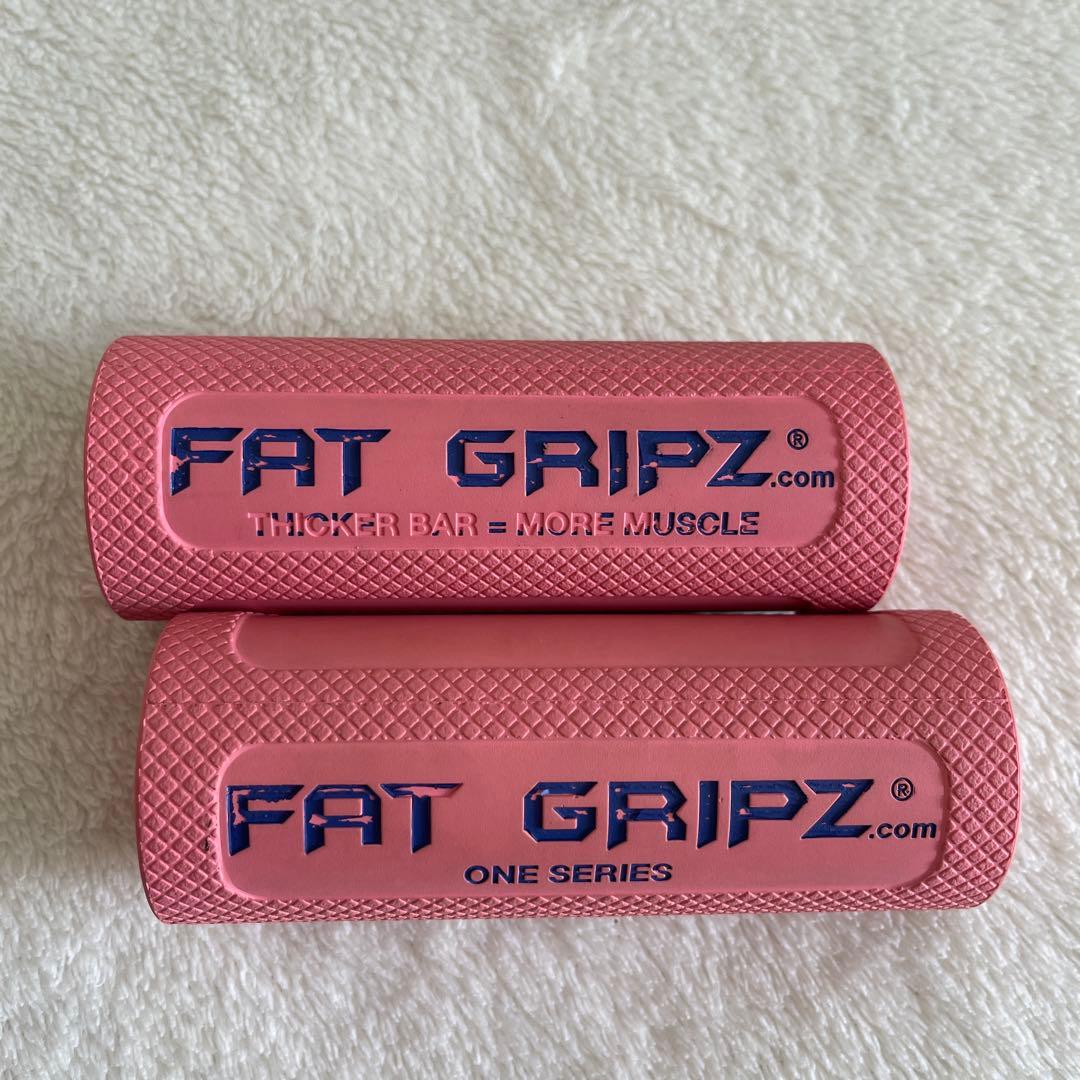 FAT GRIPZ®.com
THICKER BAR = MORE MUSCLE
FAT GRIPZ®.com
ONE SERIES